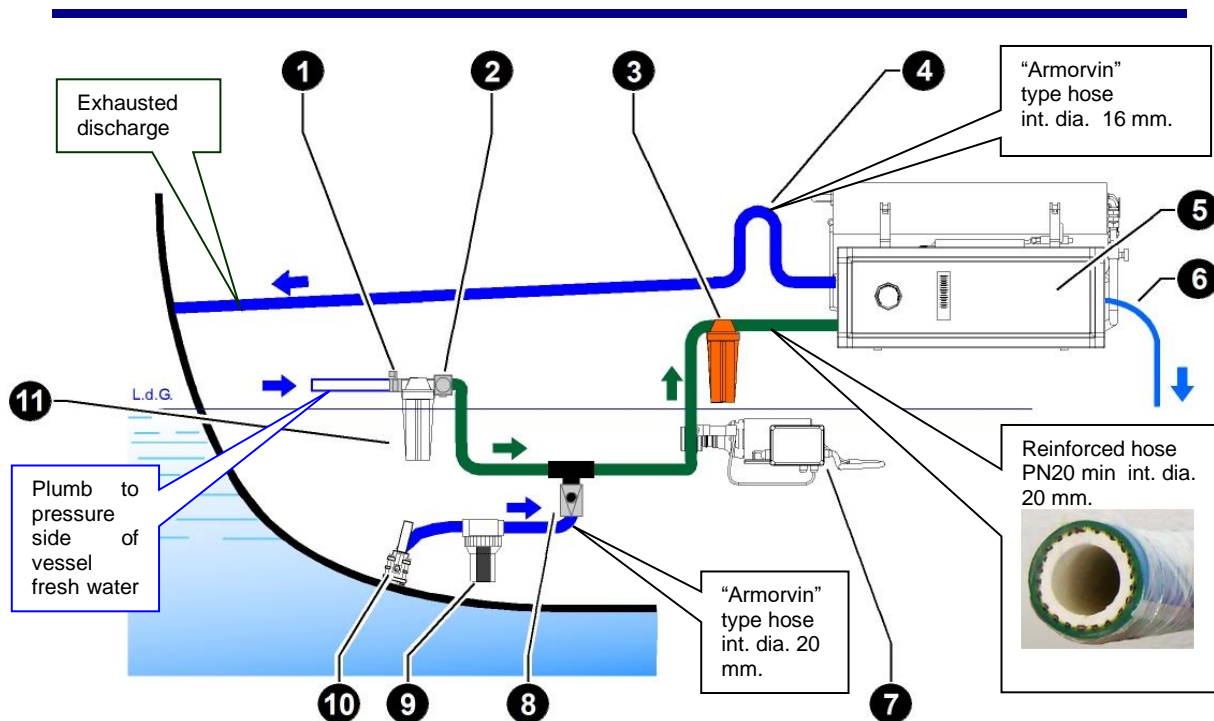 1
2
3
4
Exhausted
discharge
“Armorvin”
type hose
int. dia. 16 mm.
5
6
L.d.G.
11
Plumb to
pressure
side of
vessel
fresh water
Reinforced hose
PN20 min int. dia.
20 mm.
“Armorvin”
type hose
int. dia. 20
mm.
10
9
8
7